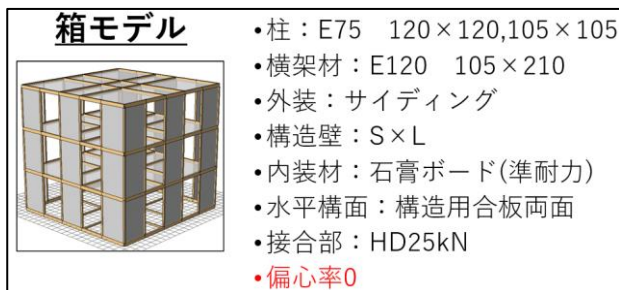 箱モデル
•柱：E75　120×120,105×105
•横架材：E120　105×210
•外装：サイディング
•構造壁：S×L
•内装材：石膏ボード(準耐力)
•水平構面：構造用合板両面
•接合部：HD25kN
•偏心率0